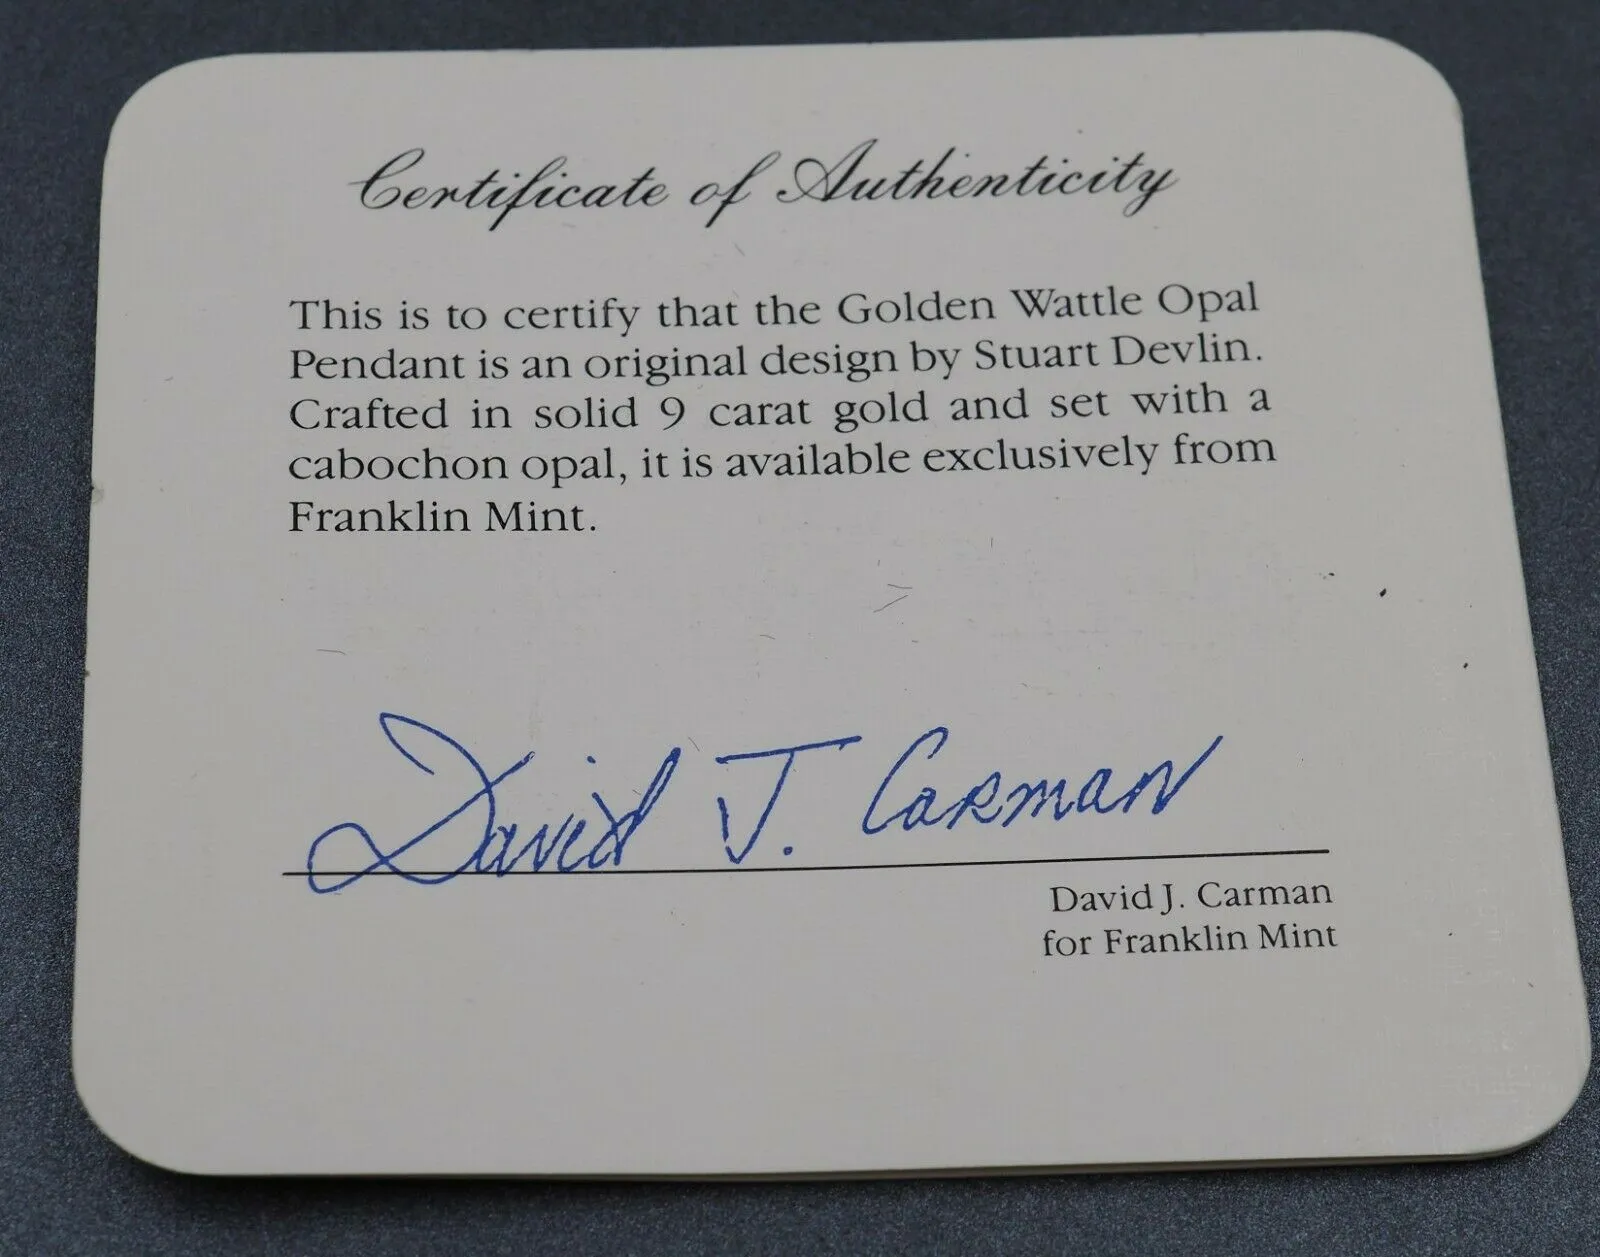 Certificate of Authenticity
This is to certify that the Golden Wattle Opal
Pendant is an original design by Stuart Devlin.
Crafted in solid 9 carat gold and set with a
cabochon opal, it is available exclusively from
Franklin Mint.
David J. Carman
David J. Carman
for Franklin Mint